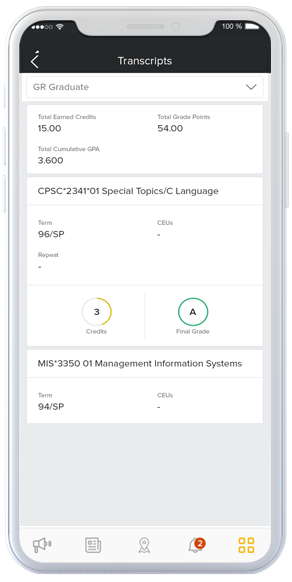 100 %
Transcripts
GR Graduate
Total Earned Credits Total Grade Points
15.00 54.00
Total Cumulative GPA
3.600
CPSC*2341*01 Special Topics/C Language
Term CEUs
96/SP -
Repeat
-
3 A
Credits Final Grade
MIS*3350 01 Management Information Systems
Term CEUs
94/SP -
2